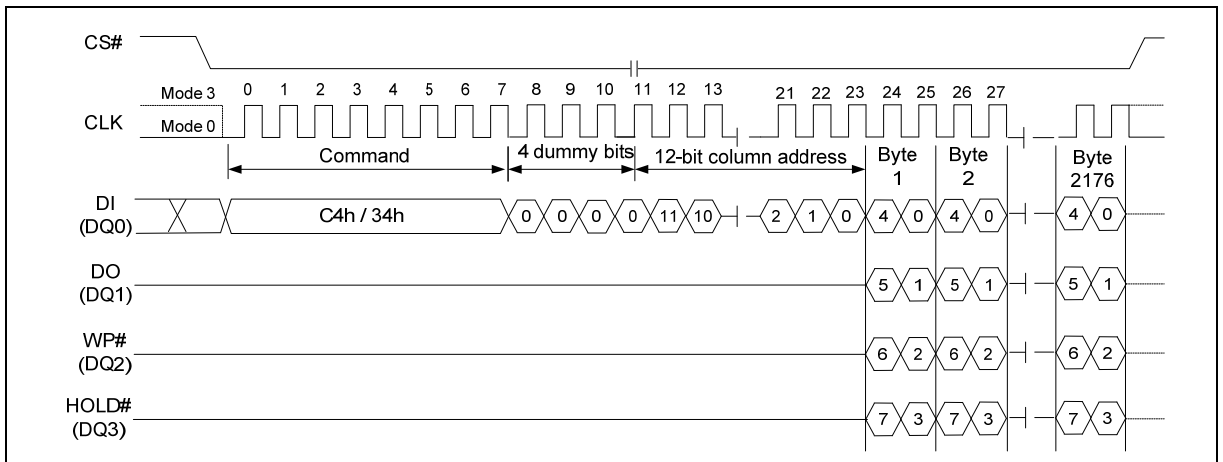 CS#
Mode 3 0 1 2 3 4 5 6 7 8 9 10 11 12 13 21 22 23 24 25 26 27
CLK
Mode 0
Command 4 dummy bits 12-bit column address Byte 1 Byte 2 Byte 2176
DI (DQ0) C4h / 34h 0 0 0 0 11 10 2 1 0 4 0 4 0 4 0
DO (DQ1) 5 1 5 1 5 1
WP# (DQ2) 6 2 6 2 6 2
HOLD# (DQ3) 7 3 7 3 7 3